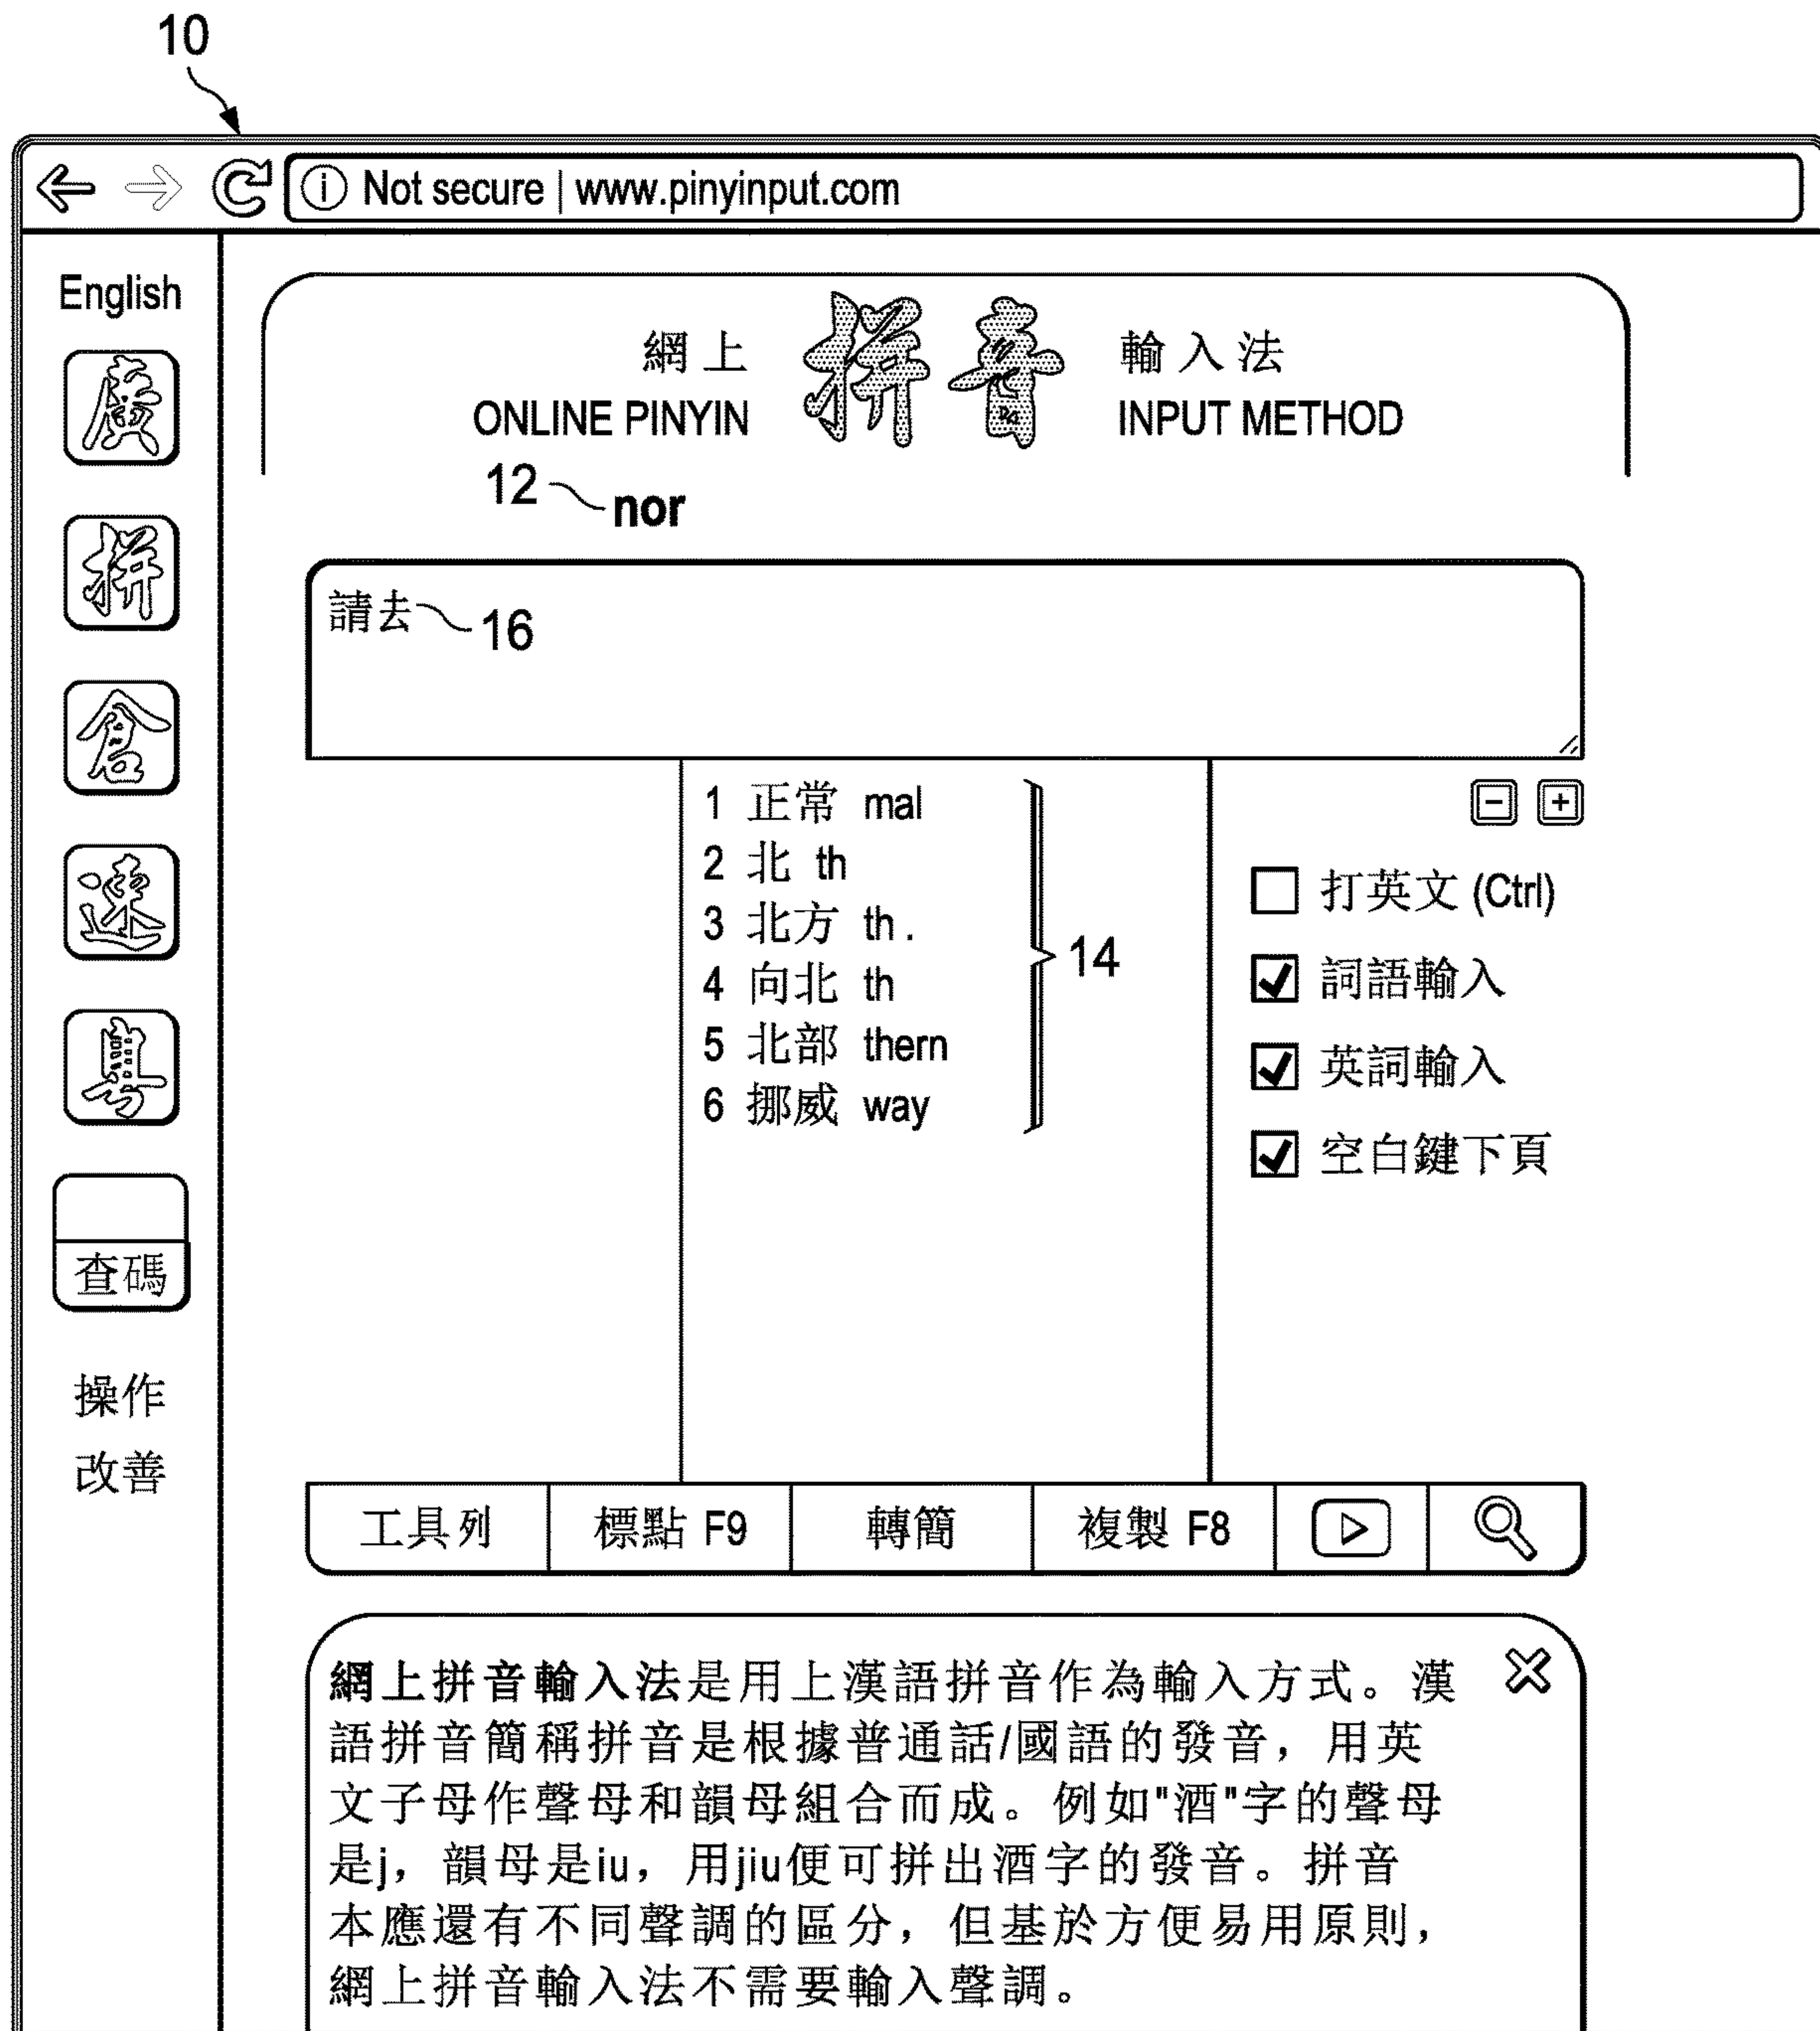 10
Not secure | www.pinyinput.com
English
廣
拼
倉
速
粵
查碼
操作
改善
網上 拼音 輸入法
ONLINE PINYIN INPUT METHOD
12 nor
請去 16
1 正常 mal
2 北 th
3 北方 th .
4 向北 th
5 北部 thern
6 挪威 way
14
打英文 (Ctrl)
詞語輸入
英詞輸入
空白鍵下頁
工具列 標點 F9 轉簡 複製 F8
網上拼音輸入法是用上漢語拼音作為輸入方式。漢
語拼音簡稱拼音是根據普通話/國語的發音，用英
文子母作聲母和韻母組合而成。例如"酒"字的聲母
是j，韻母是iu，用jiu便可拼出酒字的發音。拼音
本應還有不同聲調的區分，但基於方便易用原則，
網上拼音輸入法不需要輸入聲調。